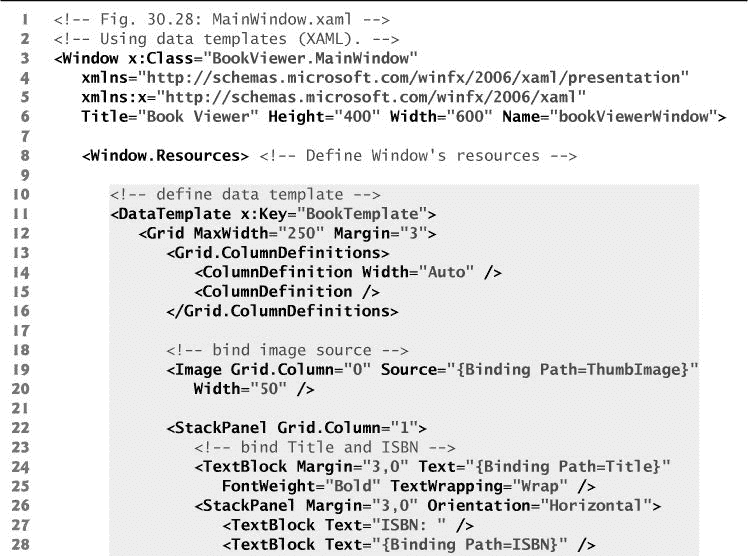 1 <!-- Fig. 30.28: MainWindow.xaml -->
2 <!-- Using data templates (XAML). -->
3 <Window x:Class="BookViewer.MainWindow"
4 xmlns="http://schemas.microsoft.com/winfx/2006/xaml/presentation"
5 xmlns:x="http://schemas.microsoft.com/winfx/2006/xaml"
6 Title="Book Viewer" Height="400" Width="600" Name="bookViewerWindow">
7
8 <Window.Resources> <!-- Define Window's resources -->
9
10 <!-- define data template -->
11 <DataTemplate x:Key="BookTemplate">
12 <Grid MaxWidth="250" Margin="3">
13 <Grid.ColumnDefinitions>
14 <ColumnDefinition Width="Auto" />
15 <ColumnDefinition />
16 </Grid.ColumnDefinitions>
17
18 <!-- bind image source -->
19 <Image Grid.Column="0" Source="{Binding Path=ThumbImage}"
20 Width="50" />
21
22 <StackPanel Grid.Column="1">
23 <!-- bind Title and ISBN -->
24 <TextBlock Margin="3,0" Text="{Binding Path=Title}"
25 FontWeight="Bold" TextWrapping="Wrap" />
26 <StackPanel Margin="3,0" Orientation="Horizontal">
27 <TextBlock Text="ISBN: " />
28 <TextBlock Text="{Binding Path=ISBN}" />